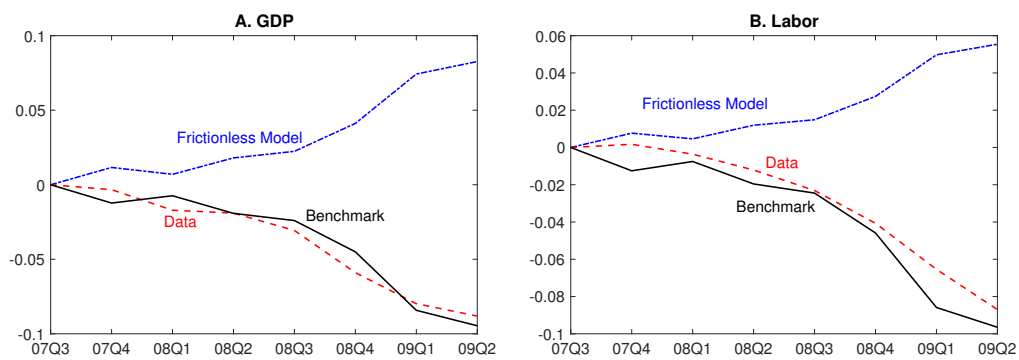 A. GDP
0.1
0.05
0
-0.05
-0.1
Frictionless Model
Benchmark
Data
07Q3 07Q4 08Q1 08Q2 08Q3 08Q4 09Q1 09Q2
B. Labor
0.06
0.04
0.02
0
-0.02
-0.04
-0.06
-0.08
-0.1
Frictionless Model
Data
Benchmark
07Q3 07Q4 08Q1 08Q2 08Q3 08Q4 09Q1 09Q2